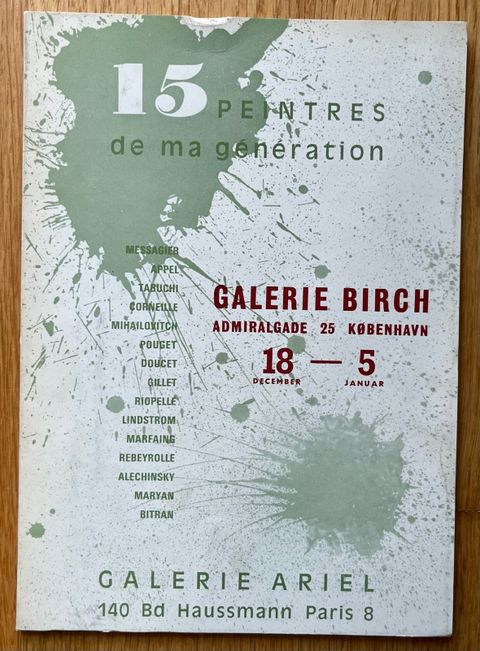 15 PEINTRES
de ma génération
MESSAGIER
APPEL
TABUCHI
CORNEILLE
MIHAILOVITCH
POUGET
DOUCET
GILLET
RIOPELLE
LINDSTROM
MARFAING
REBEYROLLE
ALECHINSKY
MARYAN
BITRAN
GALERIE BIRCH
ADMIRALGADE 25 KØBENHAVN
18 — 5
DECEMBER JANUAR
GALERIE ARIEL
140 Bd Haussmann Paris 8